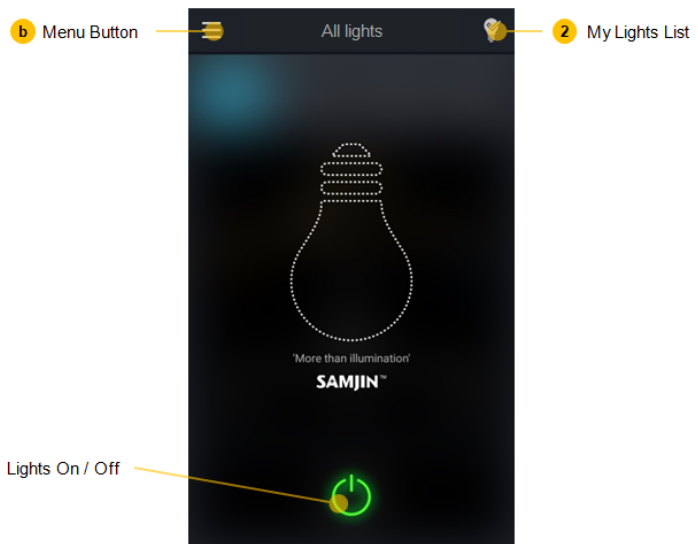 b Menu Button
All lights
2 My Lights List
'More than illumination'
SAMJIN™
Lights On / Off